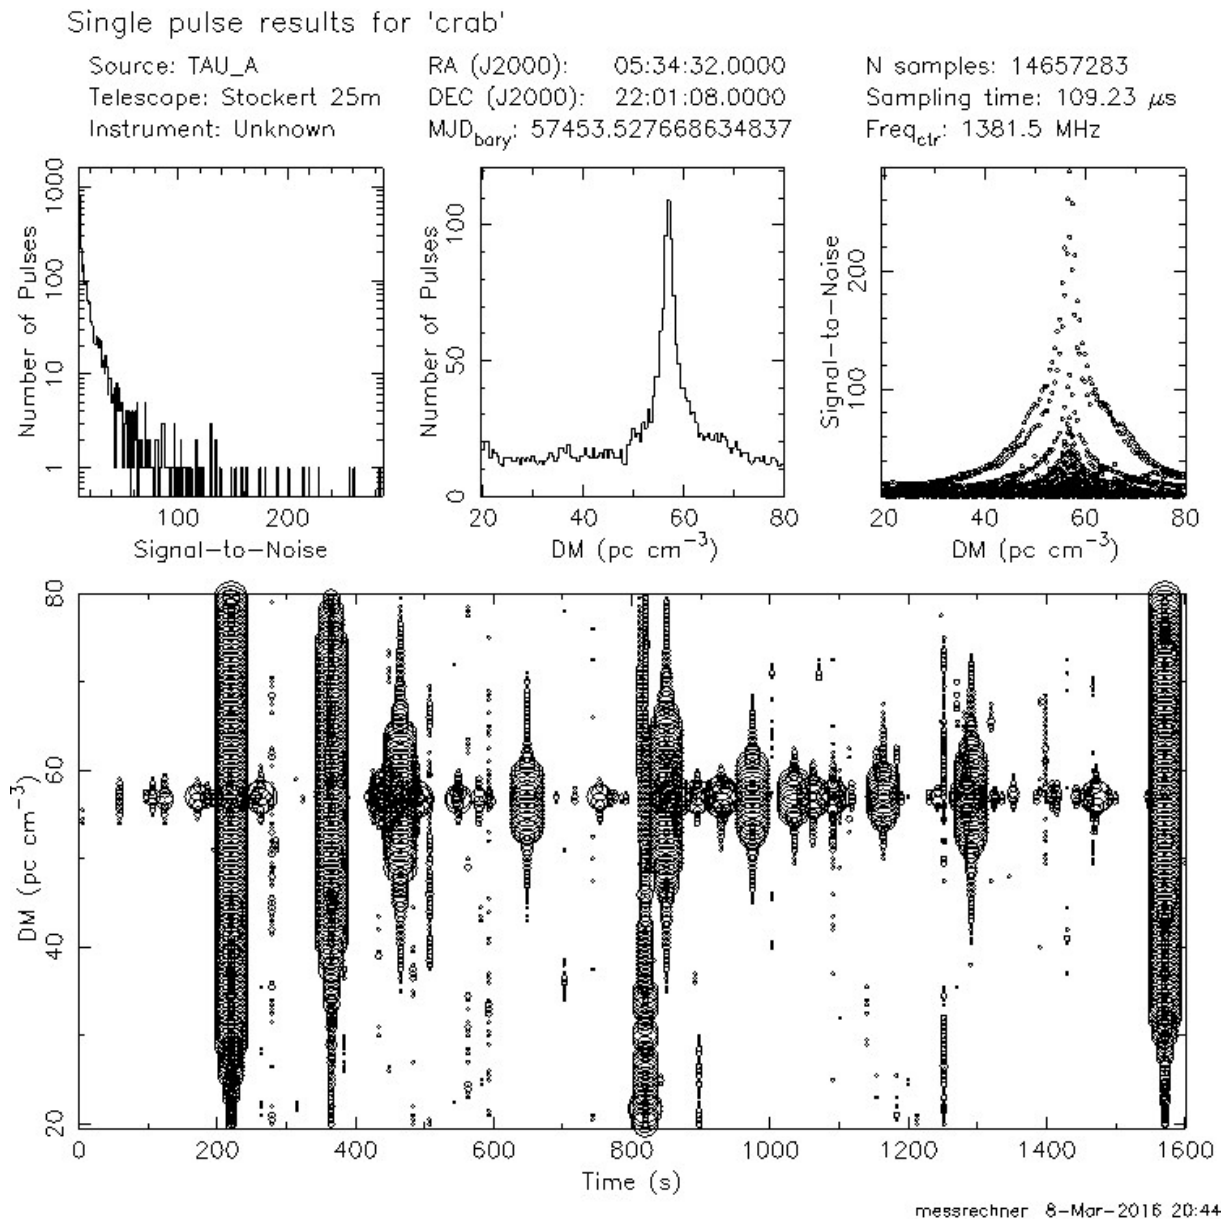 Single pulse results for 'crab'
Source: TAU_A RA (J2000): 05:34:32.0000 N samples: 14657283
Telescope: Stockert 25m DEC (J2000): 22:01:08.0000 Sampling time: 109.23 μs
Instrument: Unknown MJDbary: 57453.527668634837 Freqctr: 1381.5 MHz
Number of Pulses
1 10 100 1000
100 200
Signal-to-Noise
Number of Pulses
0 50 100
20 40 60 80
DM (pc cm⁻³)
Signal-to-Noise
100 200
20 40 60 80
DM (pc cm⁻³)
DM (pc cm⁻³)
20 30 40 60 80
0 200 400 600 800 1000 1200 1400 1600
Time (s)
messrechner 8-Mar-2016 20:44